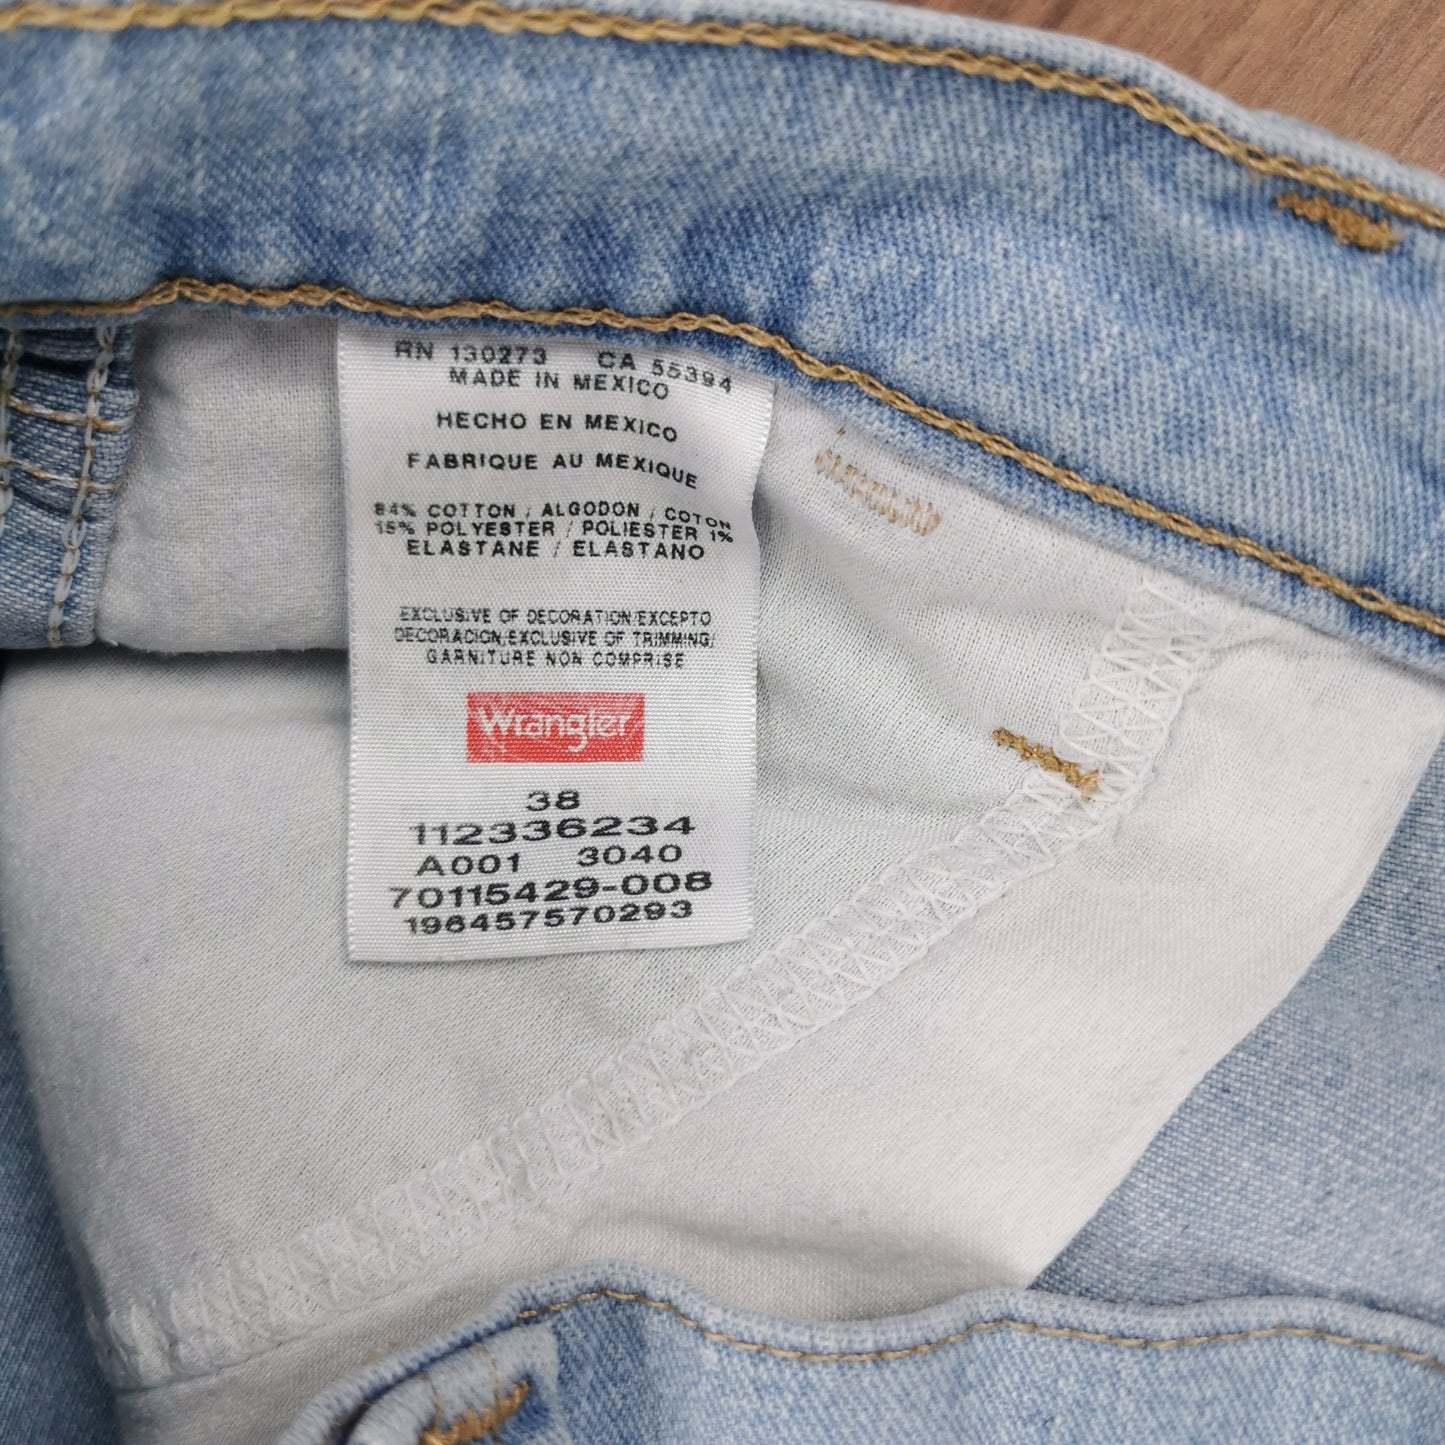 RN 130273 CA 55394
MADE IN MEXICO
HECHO EN MEXICO
FABRIQUE AU MEXIQUE
84% COTTON / ALGODON / COTON
15% POLYESTER / POLIESTER 1%
ELASTANE / ELASTANO
EXCLUSIVE OF DECORATION/EXCEPTO
DECORACION/EXCLUSIVE OF TRIMMING/
GARNITURE NON COMPRISE
Wrangler
38
112336234
A001 3040
70115429-008
196457570293